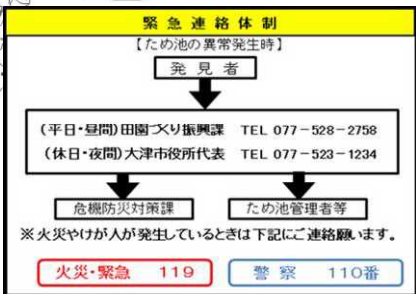 緊急連絡体制
【ため池の異常発生時】
発見者
(平日・昼間)田園づくり振興課 TEL 077-528-2758
(休日・夜間)大津市役所代表 TEL 077-523-1234
危機防災対策課 ため池管理者等
※火災やけが人が発生しているときは下記にご連絡願います。
火災・緊急 119 警察 110番